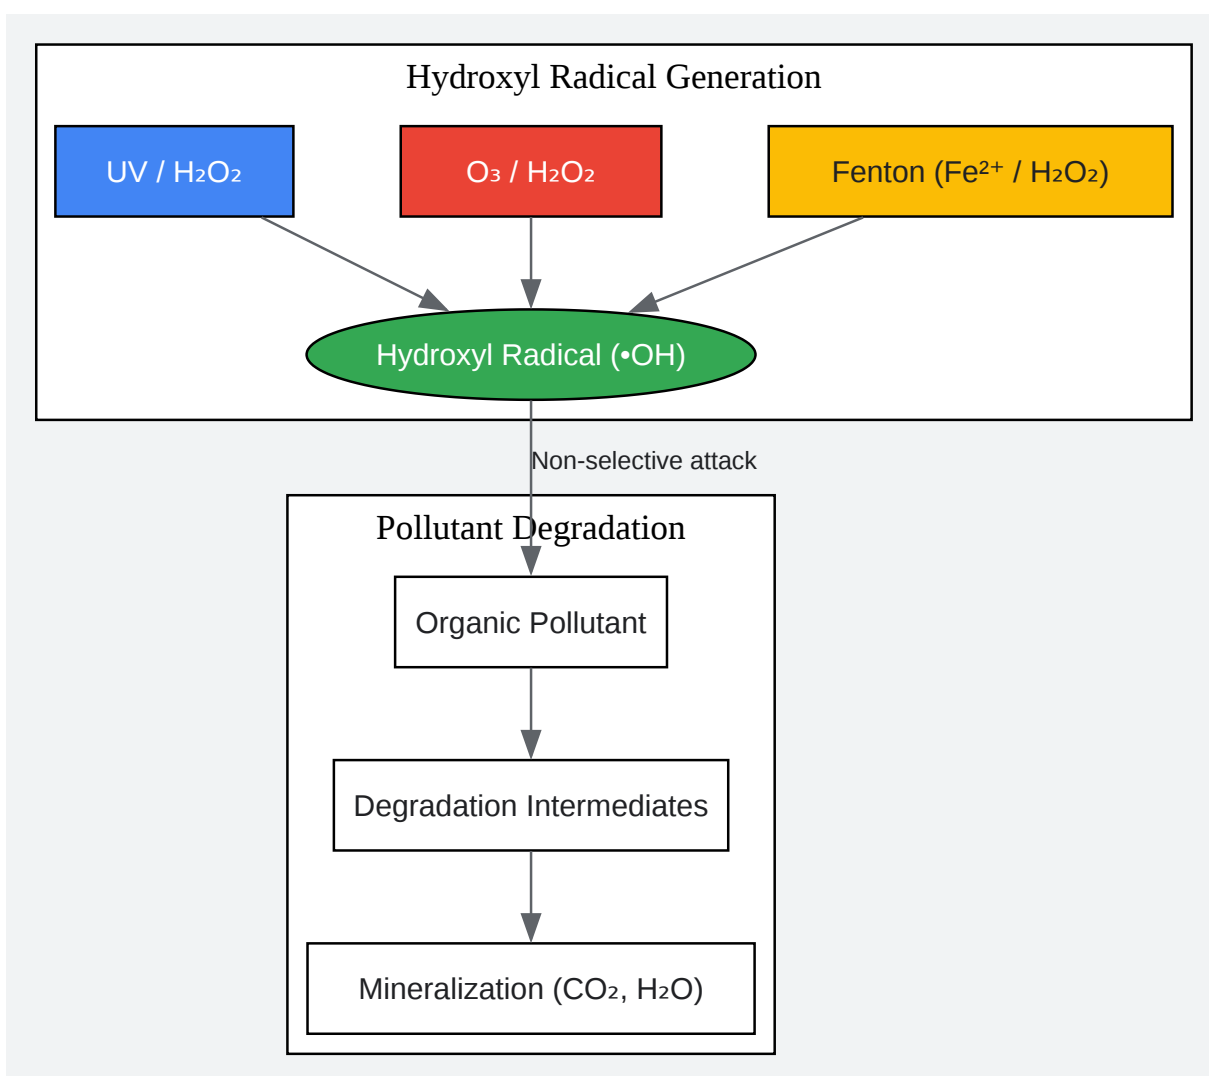 Hydroxyl Radical Generation
UV / H₂O₂
O₃ / H₂O₂
Fenton (Fe²⁺ / H₂O₂)
Hydroxyl Radical (•OH)
Non-selective attack
Pollutant Degradation
Organic Pollutant
Degradation Intermediates
Mineralization (CO₂, H₂O)